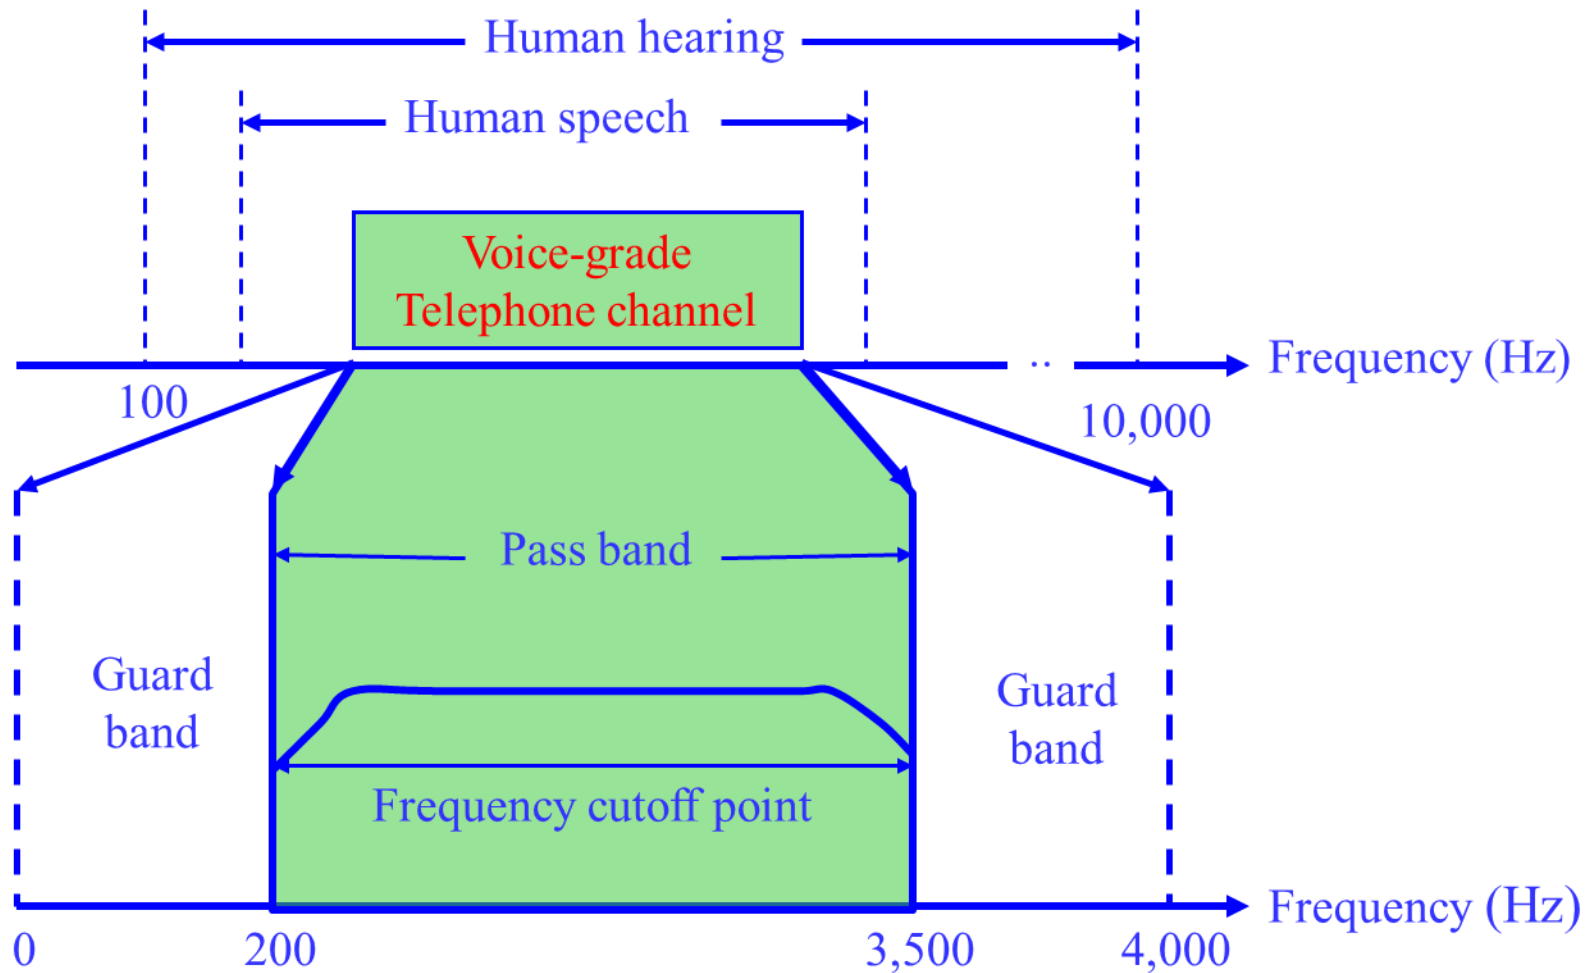 Human hearing
Human speech
Voice-grade
Telephone channel
Frequency (Hz)
..
100
10,000
Pass band
Guard
band
Guard
band
Frequency cutoff point
Frequency (Hz)
0
200
3,500
4,000